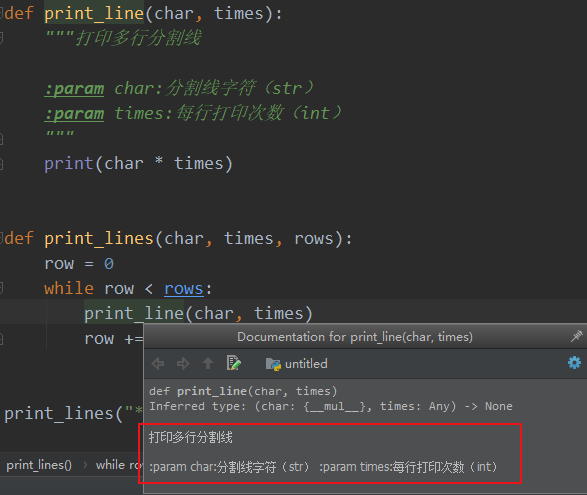 def print_line(char, times):
"""打印多行分割线
:param char:分割线字符（str）
:param times:每行打印次数（int）
"""
print(char * times)
def print_lines(char, times, rows):
row = 0
while row < rows:
print_line(char, times)
row +=
Documentation for print_line(char, times)
untitled
def print_line(char, times)
Inferred type: (char: {__mul__}, times: Any) -> None
打印多行分割线
:param char:分割线字符（str） :param times:每行打印次数（int）
print_lines("*
print_lines() › while row